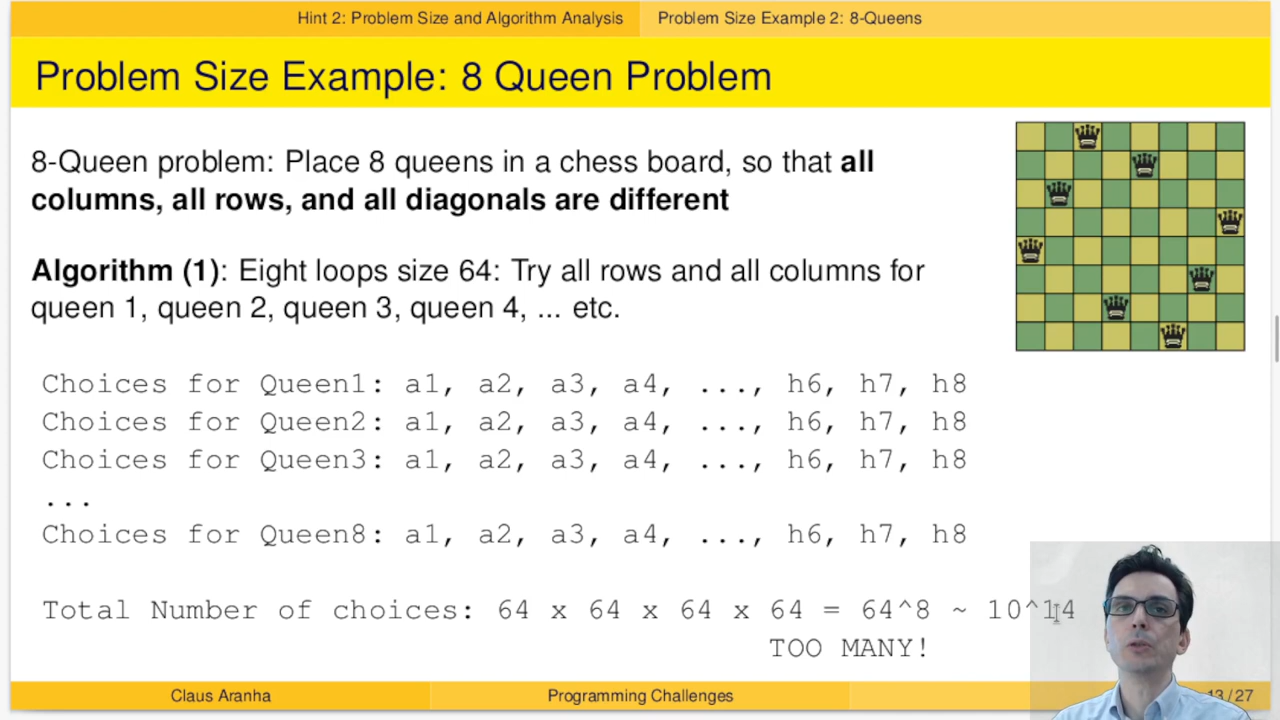 Hint 2: Problem Size and Algorithm Analysis
Problem Size Example 2: 8-Queens
Problem Size Example: 8 Queen Problem
8-Queen problem: Place 8 queens in a chess board, so that all
columns, all rows, and all diagonals are different
Algorithm (1): Eight loops size 64: Try all rows and all columns for
queen 1, queen 2, queen 3, queen 4, ... etc.
Choices for Queen1: a1, a2, a3, a4, ..., h6, h7, h8
Choices for Queen2: a1, a2, a3, a4, ..., h6, h7, h8
Choices for Queen3: a1, a2, a3, a4, ..., h6, h7, h8
...
Choices for Queen8: a1, a2, a3, a4, ..., h6, h7, h8
Total Number of choices: 64 x 64 x 64 x 64 = 64^8 ~ 10^14
TOO MANY!
Claus Aranha
Programming Challenges
13 / 27